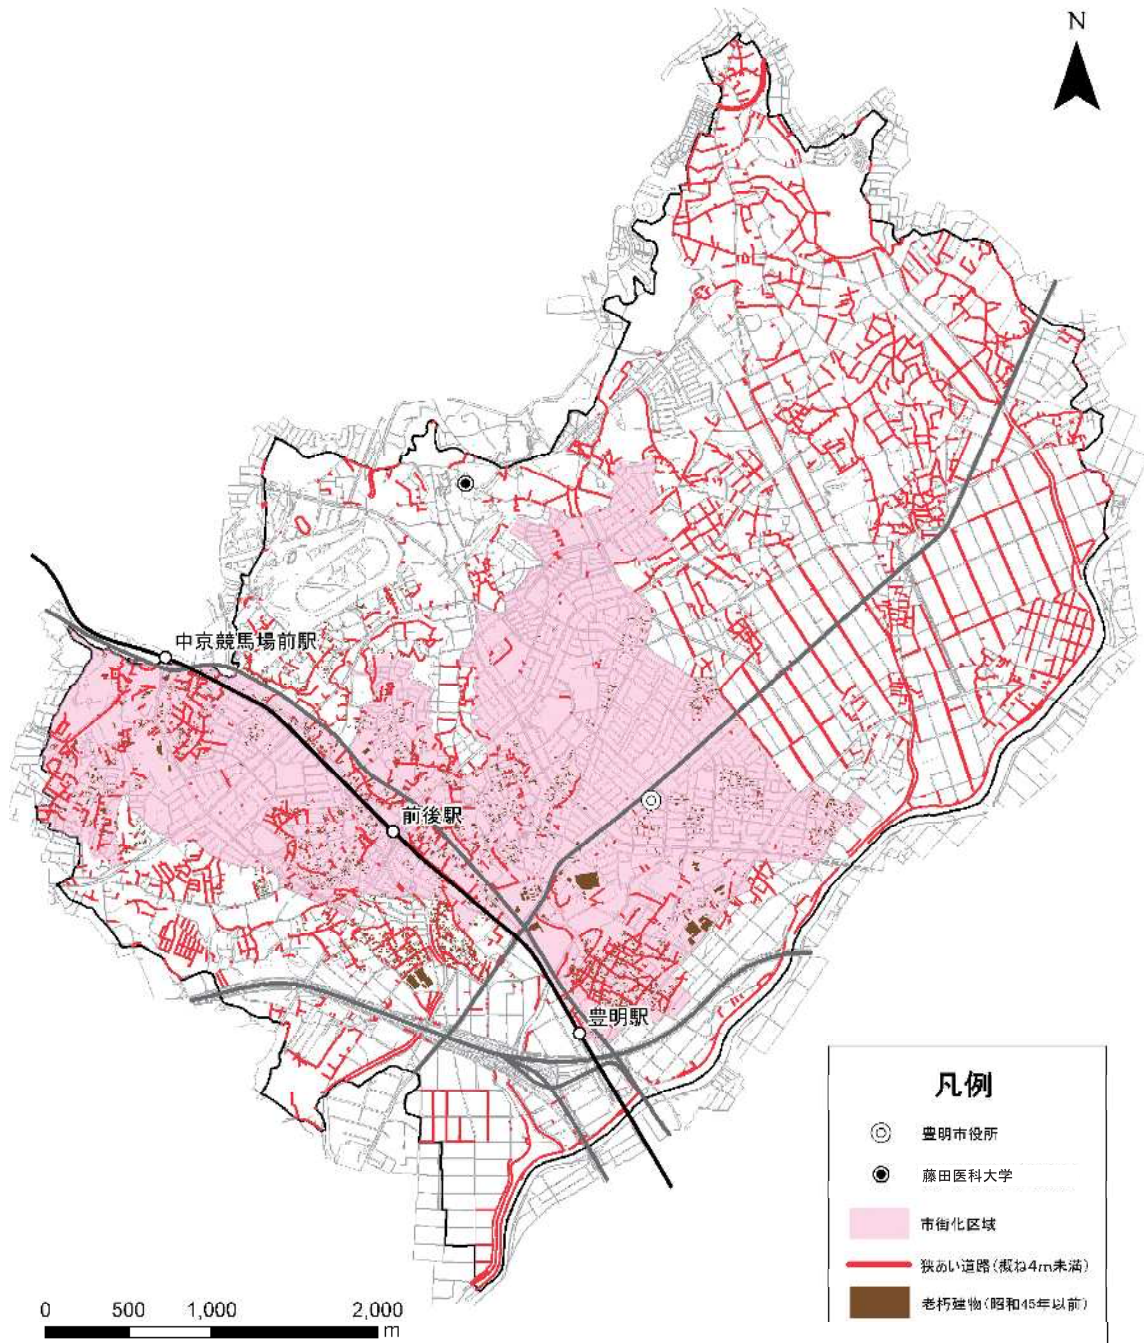 N
中京競馬場前駅
前後駅
豊明駅
凡例
豊明市役所
藤田医科大学
市街化区域
狭あい道路(概ね4m未満)
老朽建物(昭和45年以前)
0 500 1,000 2,000
m